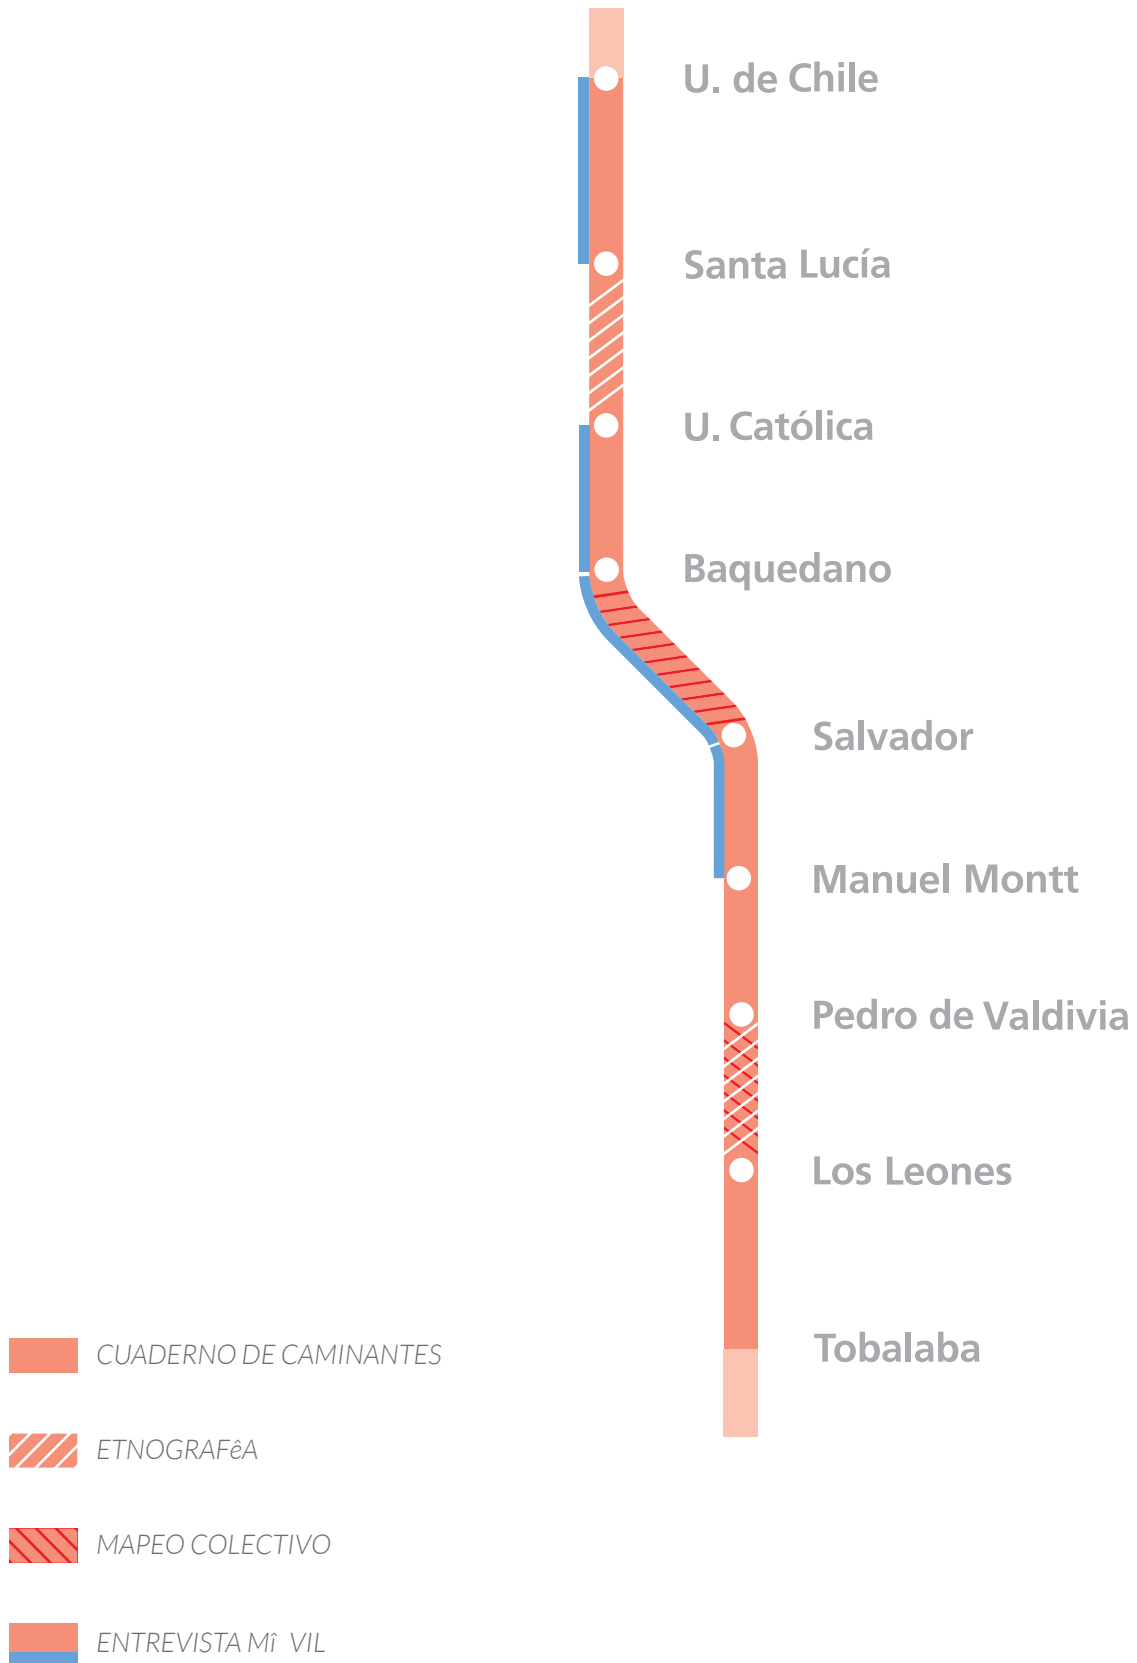 U. de Chile
Santa Lucía
U. Católica
Baquedano
Salvador
Manuel Montt
Pedro de Valdivia
Los Leones
Tobalaba
CUADERNO DE CAMINANTES
ETNOGRAFêA
MAPEO COLECTIVO
ENTREVISTA Mî VIL